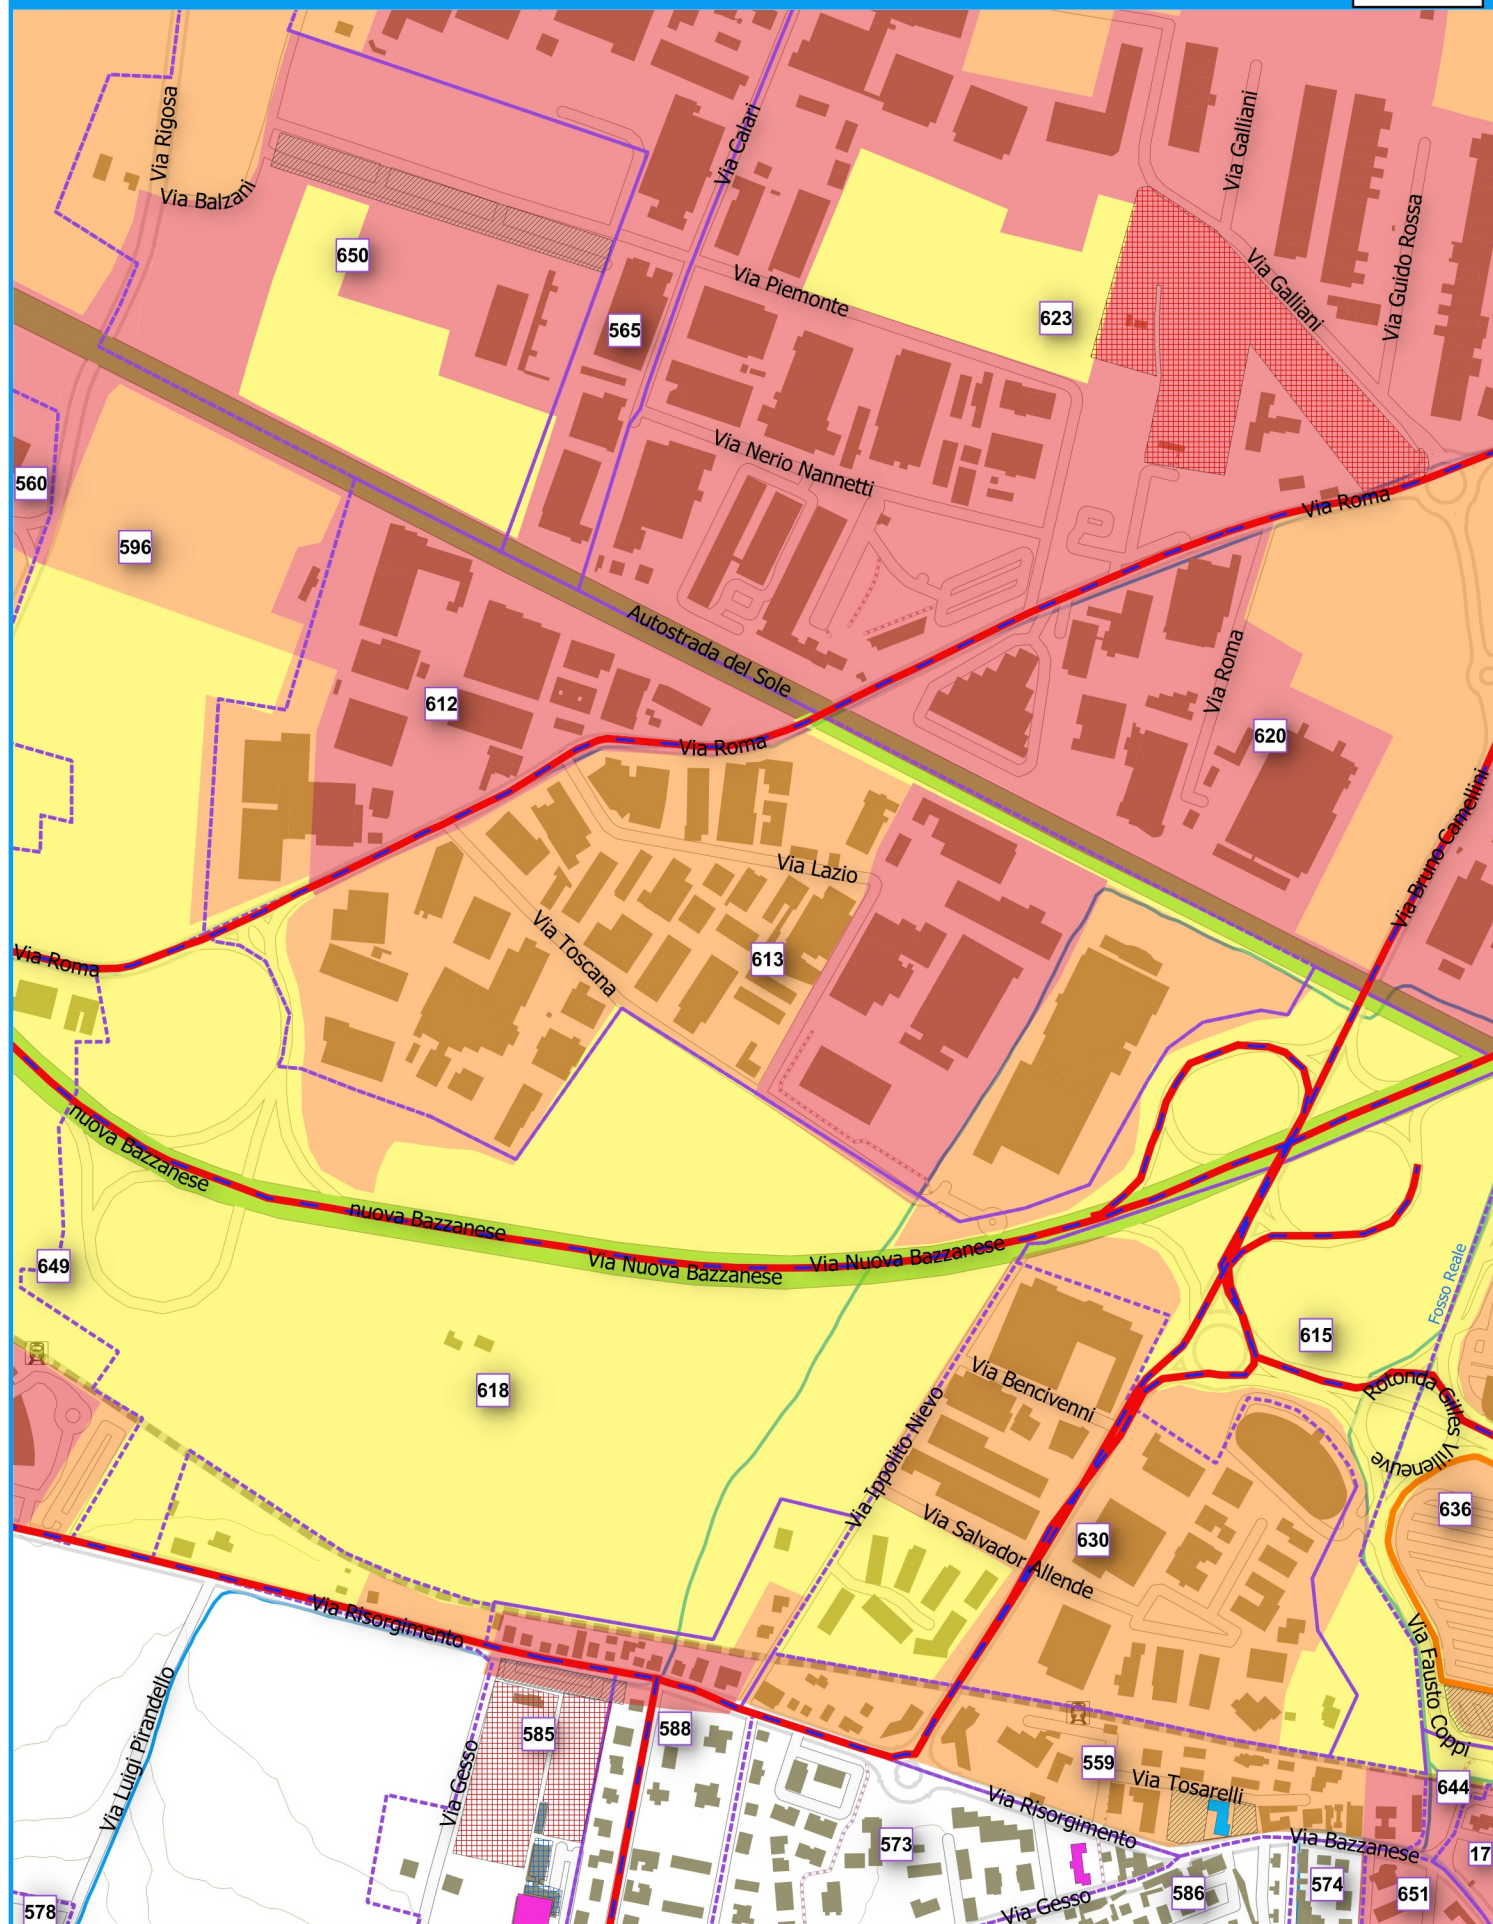 Via Rigosa
Via Balzani
Via Calari
Via Galliani
Via Guido Rossa
Via Galliani
650
565
Via Piemonte
623
560
596
Via Nerio Nannetti
Via Roma
Autostrada del Sole
Via Roma
612
Via Roma
620
Via Bruno Camellini
Via Lazio
Via Toscana
613
Via Roma
nuova Bazzanese
nuova Bazzanese
Via Nuova Bazzanese
Via Nuova Bazzanese
649
Fosso Reale
615
618
Via Bencivenni
Rotonda Gilles Villeneuve
Via Ippolito Nievo
636
Via Salvador Allende
630
Via Risorgimento
Via Luigi Pirandello
Via Gesso
585
588
Via Fausto Coppi
559
Via Tosarelli
644
Via Risorgimento
573
Via Bazzanese
17
578
Via Gesso
586
574
651